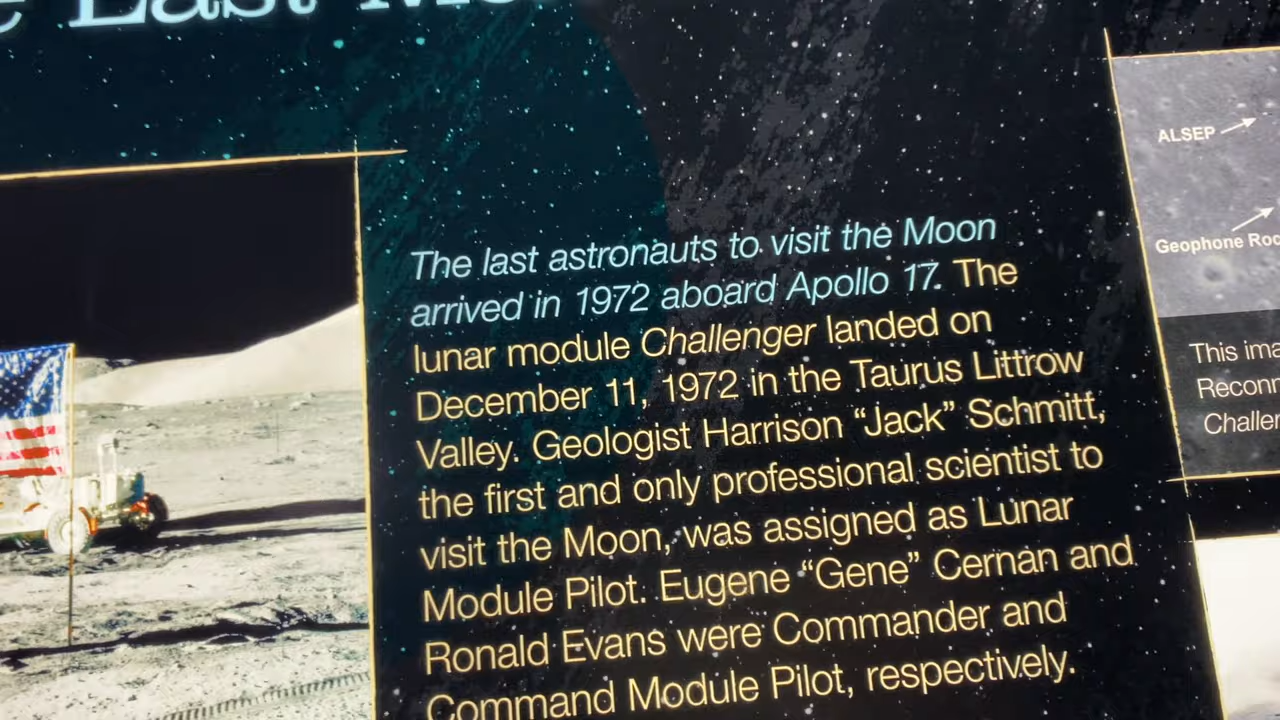 Last
The last astronauts to visit the Moon
arrived in 1972 aboard Apollo 17. The
lunar module Challenger landed on
December 11, 1972 in the Taurus Littrow
Valley. Geologist Harrison “Jack” Schmitt,
the first and only professional scientist to
visit the Moon, was assigned as Lunar
Module Pilot. Eugene “Gene” Cernan and
Ronald Evans were Commander and
Command Module Pilot, respectively.
ALSEP
Geophone
This